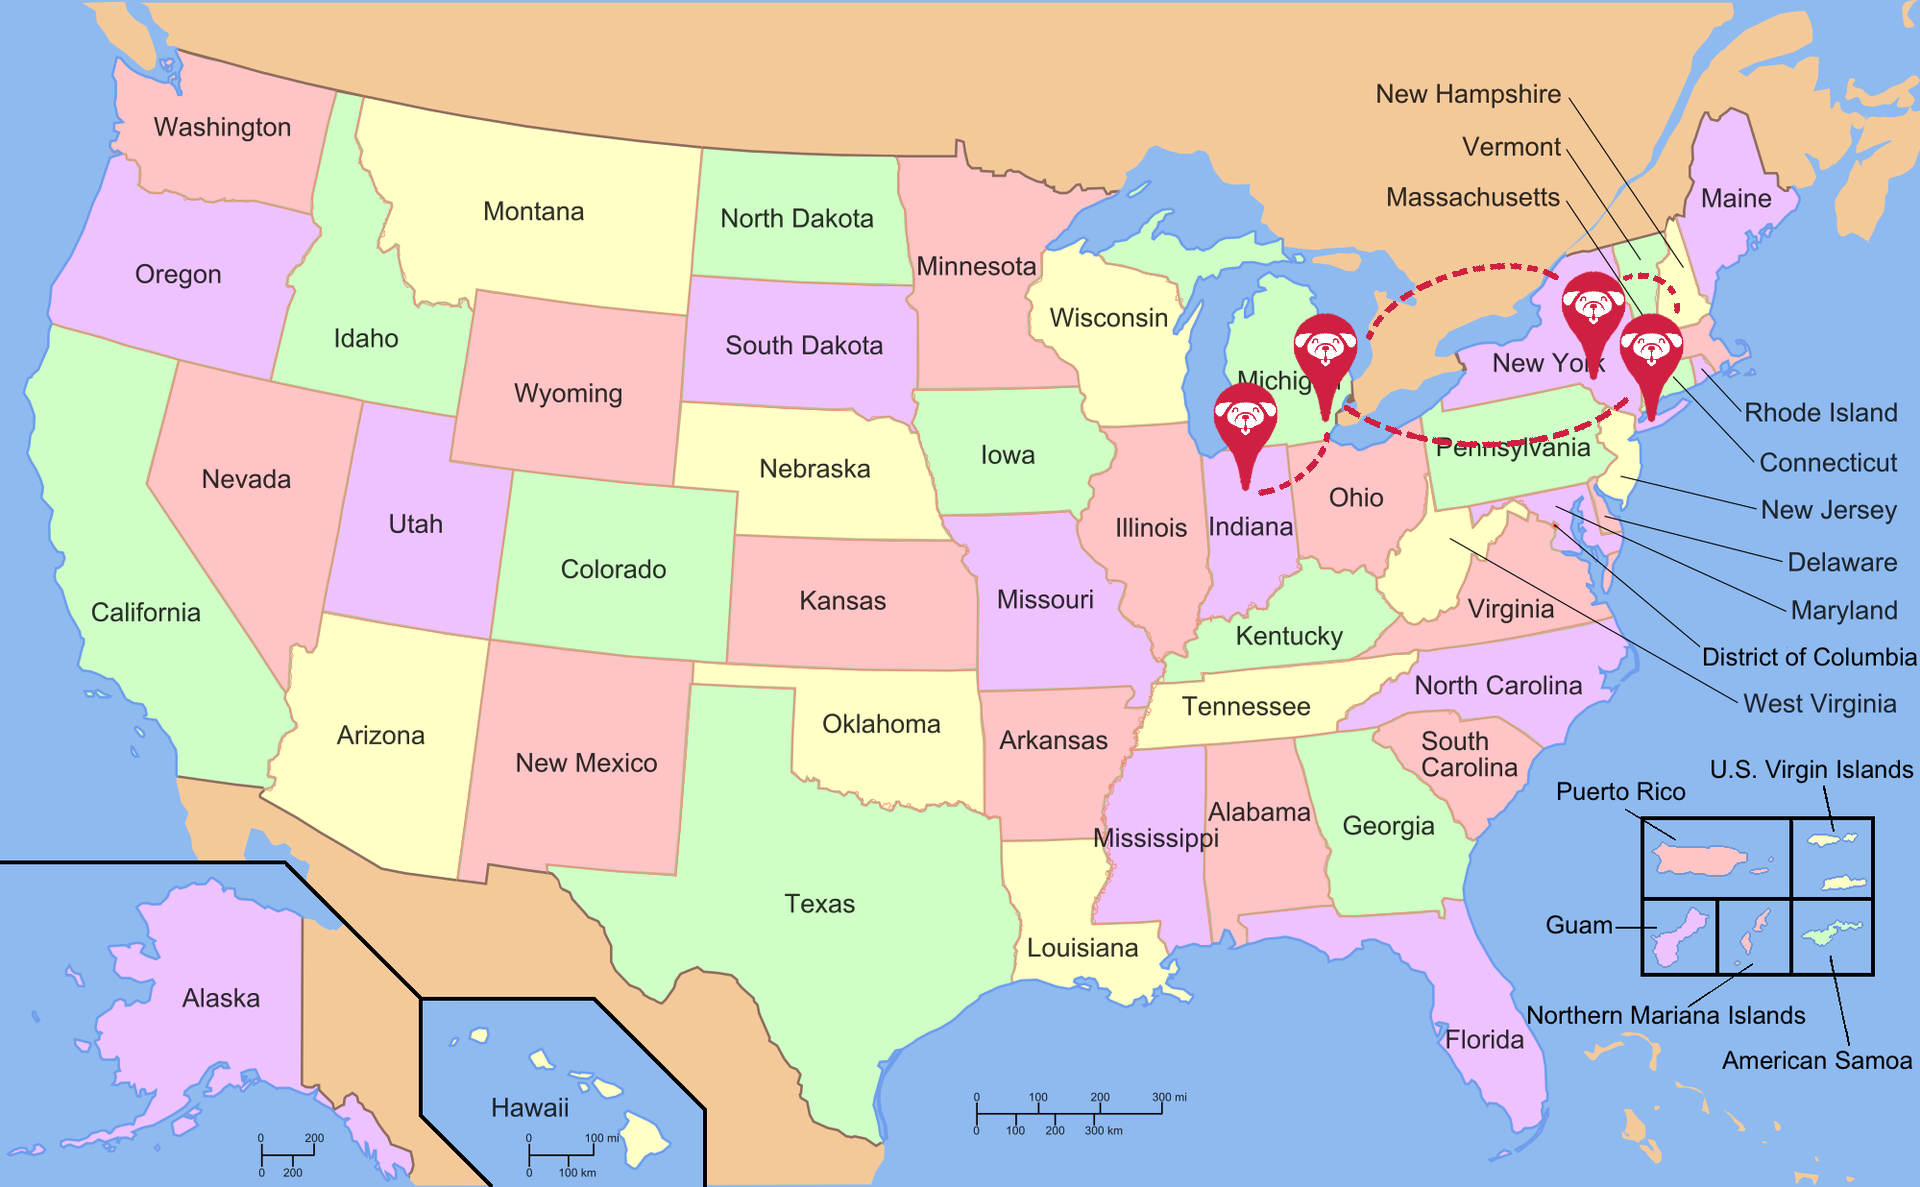 New Hampshire
Vermont
Massachusetts
Washington
Montana
North Dakota
Minnesota
Maine
Oregon
Idaho
Wisconsin
South Dakota
Wyoming
Michig
New York
Rhode Island
Connecticut
Nevada
Nebraska
Iowa
Pennsylvania
New Jersey
Utah
Colorado
Illinois
Indiana
Ohio
Delaware
California
Kansas
Missouri
Kentucky
Virginia
Maryland
District of Columbia
West Virginia
Arizona
New Mexico
Oklahoma
Arkansas
Tennessee
North Carolina
South
Carolina
U.S. Virgin Islands
Puerto Rico
Mississippi
Alabama
Georgia
Texas
Louisiana
Guam
Alaska
Northern Mariana Islands
Florida
American Samoa
Hawaii
0 100 200 300 mi
0 100 200 300 km
0 200
0 200
0 100 mi
0 100 km